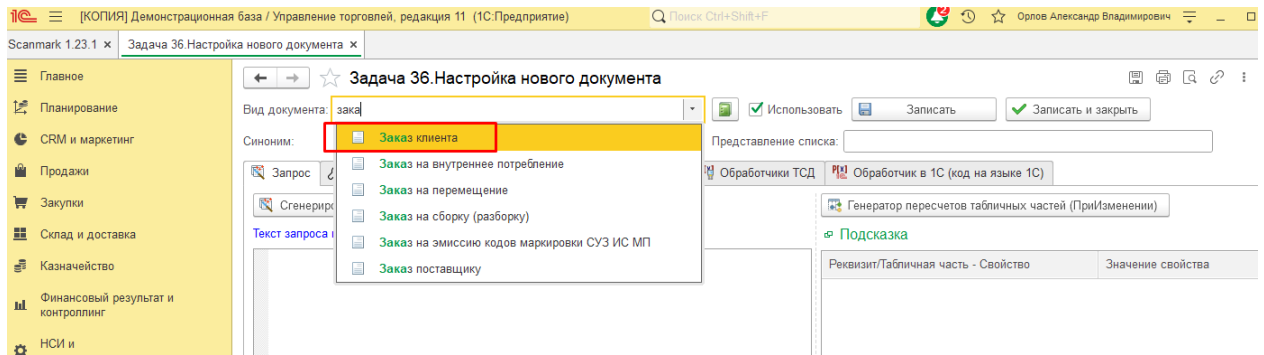 1С [КОПИЯ] Демонстрационная база / Управление торговлей, редакция 11 (1С:Предприятие) Поиск Ctrl+Shift+F 2 Орлов Александр Владимирович
Scanmark 1.23.1 × Задача 36.Настройка нового документа ×
Главное
Планирование
CRM и маркетинг
Продажи
Закупки
Склад и доставка
Казначейство
Финансовый результат и
контроллинг
НСИ и
Задача 36.Настройка нового документа
Вид документа: зака Использовать Записать Записать и закрыть
Синоним: Представление списка:
Заказ клиента
Заказ на внутреннее потребление
Заказ на перемещение
Заказ на сборку (разборку)
Заказ на эмиссию кодов маркировки СУЗ ИС МП
Заказ поставщику
Запрос Обработчики ТСД Обработчик в 1С (код на языке 1С)
Сгенериро Генератор пересчетов табличных частей (ПриИзменении)
Текст запроса Подсказка
Реквизит/Табличная часть - Свойство Значение свойства